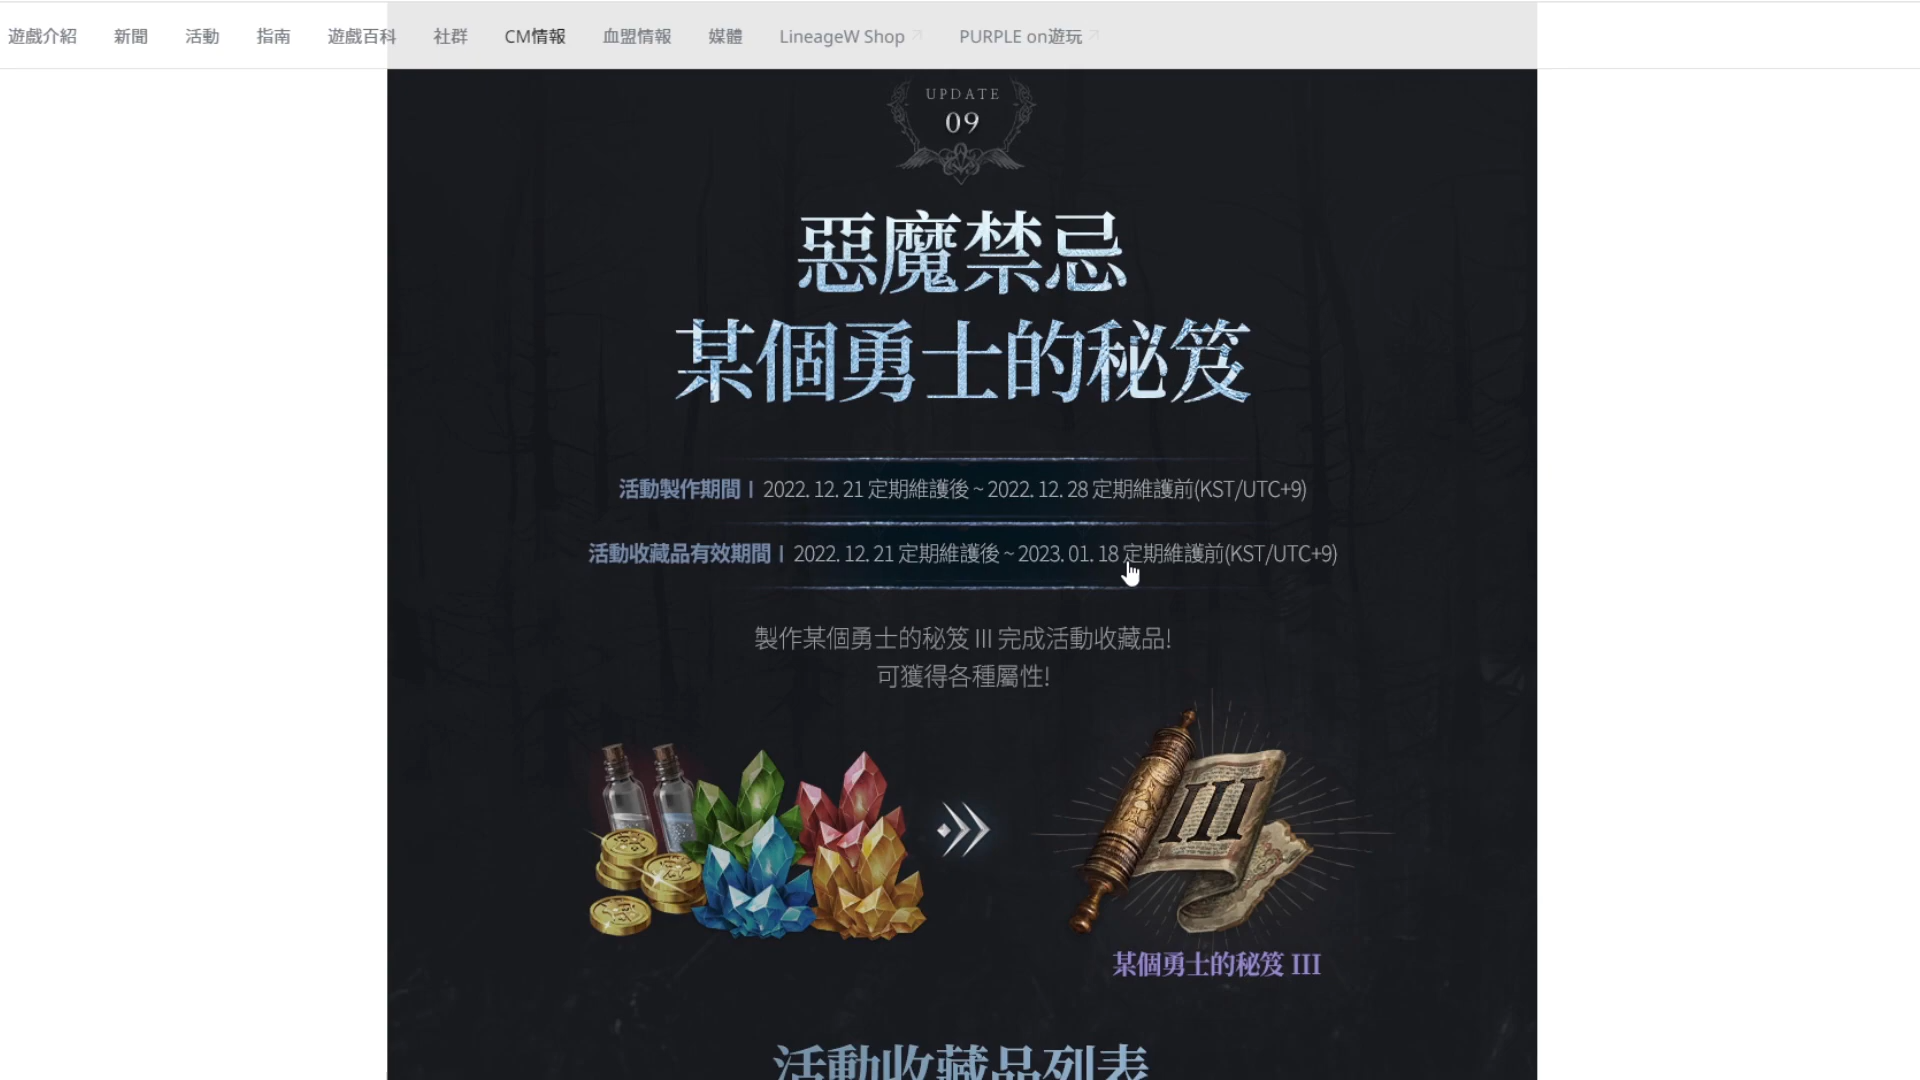 遊戲介紹 新聞 活動 指南 遊戲百科 社群 CM情報 血盟情報 媒體 LineageW Shop PURPLE on遊玩
UPDATE
09
惡魔禁忌
某個勇士的秘笈
活動製作期間 | 2022. 12. 21 定期維護後 ~ 2022. 12. 28 定期維護前(KST/UTC+9)
活動收藏品有效期間 | 2022. 12. 21 定期維護後 ~ 2023. 01. 18 定期維護前(KST/UTC+9)
製作某個勇士的秘笈 III 完成活動收藏品!
可獲得各種屬性!
III
某個勇士的秘笈 III
活動收藏品列表